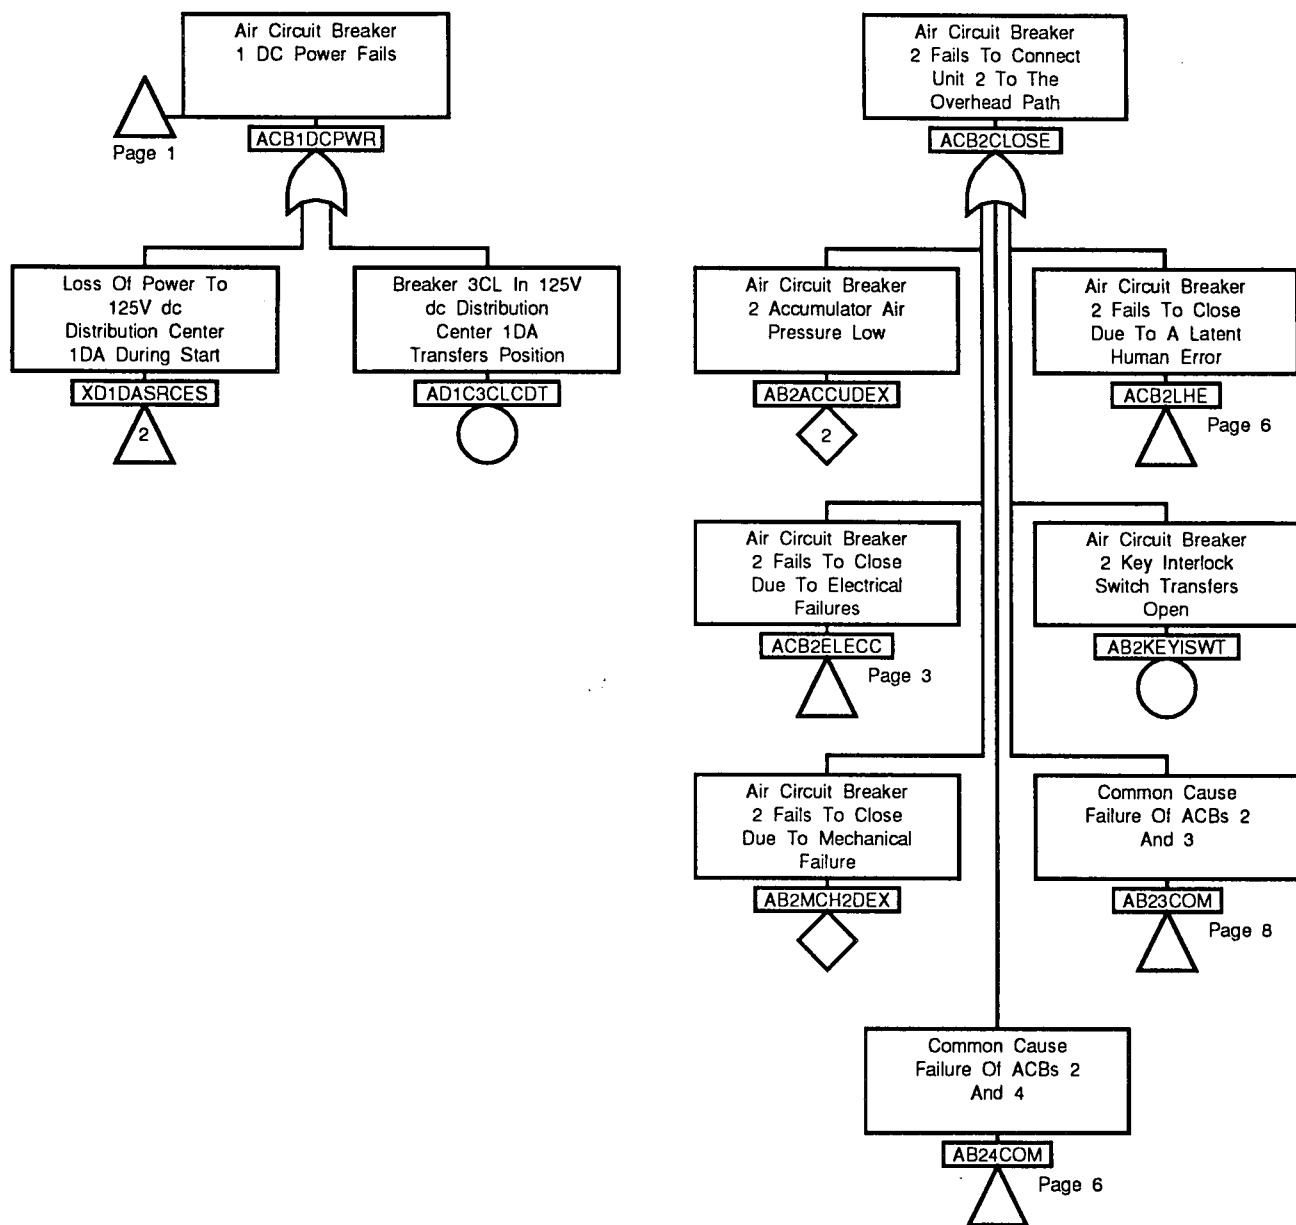 Air Circuit Breaker
1 DC Power Fails
Page 1
ACB1DCPWR
Loss Of Power To
125V dc
Distribution Center
1DA During Start
XD1DASRCES
2
Breaker 3CL In 125V
dc Distribution
Center 1DA
Transfers Position
AD1C3CLCDT
Air Circuit Breaker
2 Fails To Connect
Unit 2 To The
Overhead Path
ACB2CLOSE
Air Circuit Breaker
2 Accumulator Air
Pressure Low
AB2ACCUDEX
2
Air Circuit Breaker
2 Fails To Close
Due To A Latent
Human Error
ACB2LHE
Page 6
Air Circuit Breaker
2 Fails To Close
Due To Electrical
Failures
ACB2ELECC
Page 3
Air Circuit Breaker
2 Key Interlock
Switch Transfers
Open
AB2KEYISWT
Air Circuit Breaker
2 Fails To Close
Due To Mechanical
Failure
AB2MCH2DEX
Common Cause
Failure Of ACBs 2
And 3
AB23COM
Page 8
Common Cause
Failure Of ACBs 2
And 4
AB24COM
Page 6